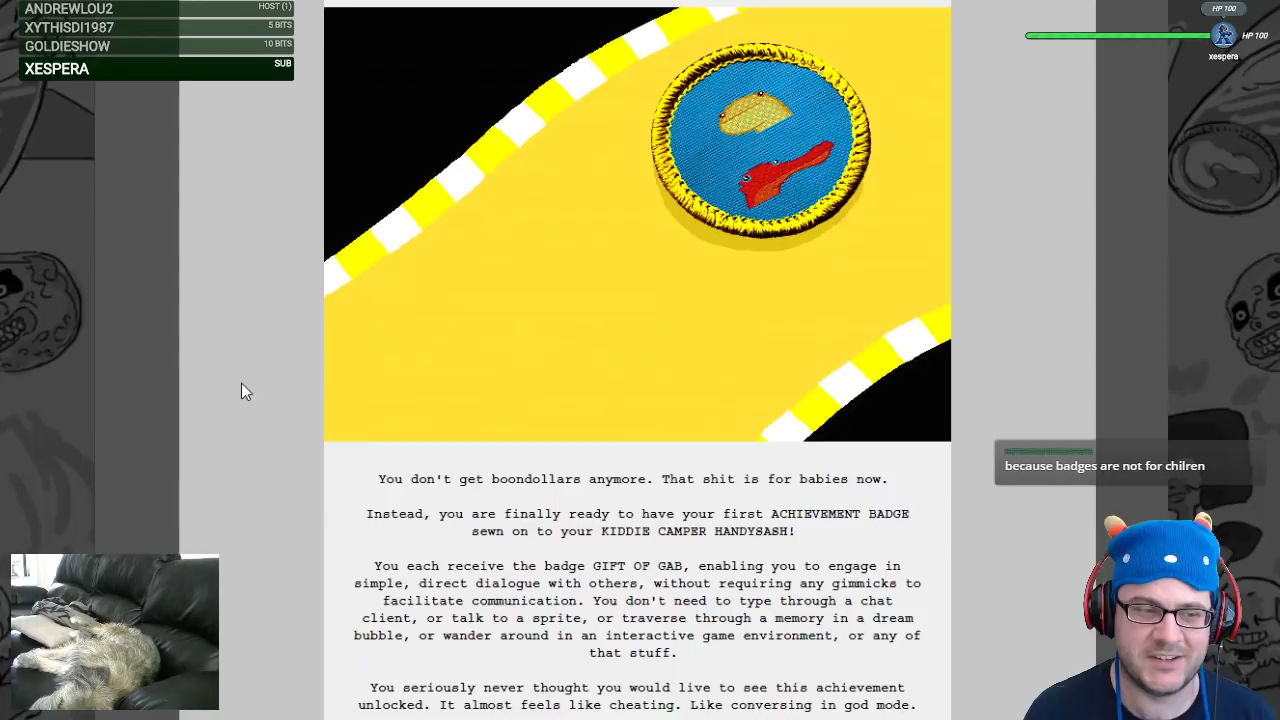 ANDREWLOU2 HOST (1)
XYTHISDI1987 5 BITS
GOLDIESHOW 10 BITS
XESPERA SUB
HP 100
HP 100
xespera
You don't get boondollars anymore. That shit is for babies now.
Instead, you are finally ready to have your first ACHIEVEMENT BADGE
sewn on to your KIDDIE CAMPER HANDYSASH!
You each receive the badge GIFT OF GAB, enabling you to engage in
simple, direct dialogue with others, without requiring any gimmicks to
facilitate communication. You don't need to type through a chat
client, or talk to a sprite, or traverse through a memory in a dream
bubble, or wander around in an interactive game environment, or any of
that stuff.
You seriously never thought you would live to see this achievement
unlocked. It almost feels like cheating. Like conversing in god mode.
because badges are not for chilren